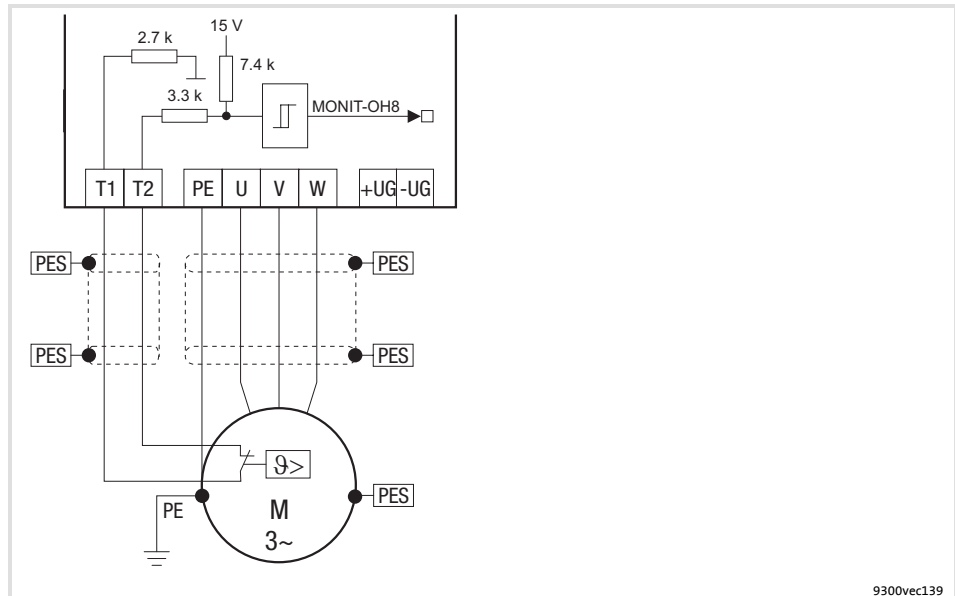 15 V
2.7 k
7.4 k
3.3 k
MONIT-OH8
T1 T2 PE U V W +UG -UG
PES PES
PES PES
ϑ>
PES
PE
M
3~
9300vec139